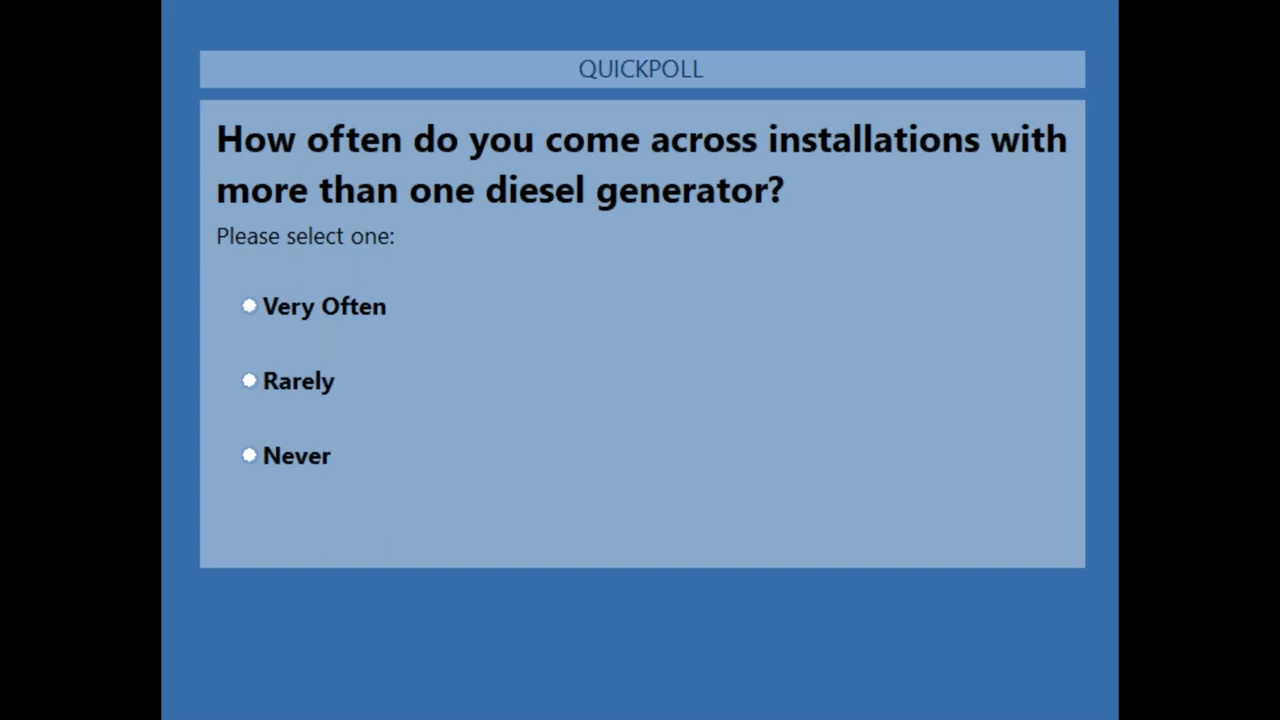 QUICKPOLL
How often do you come across installations with
more than one diesel generator?
Please select one:
Very Often
Rarely
Never